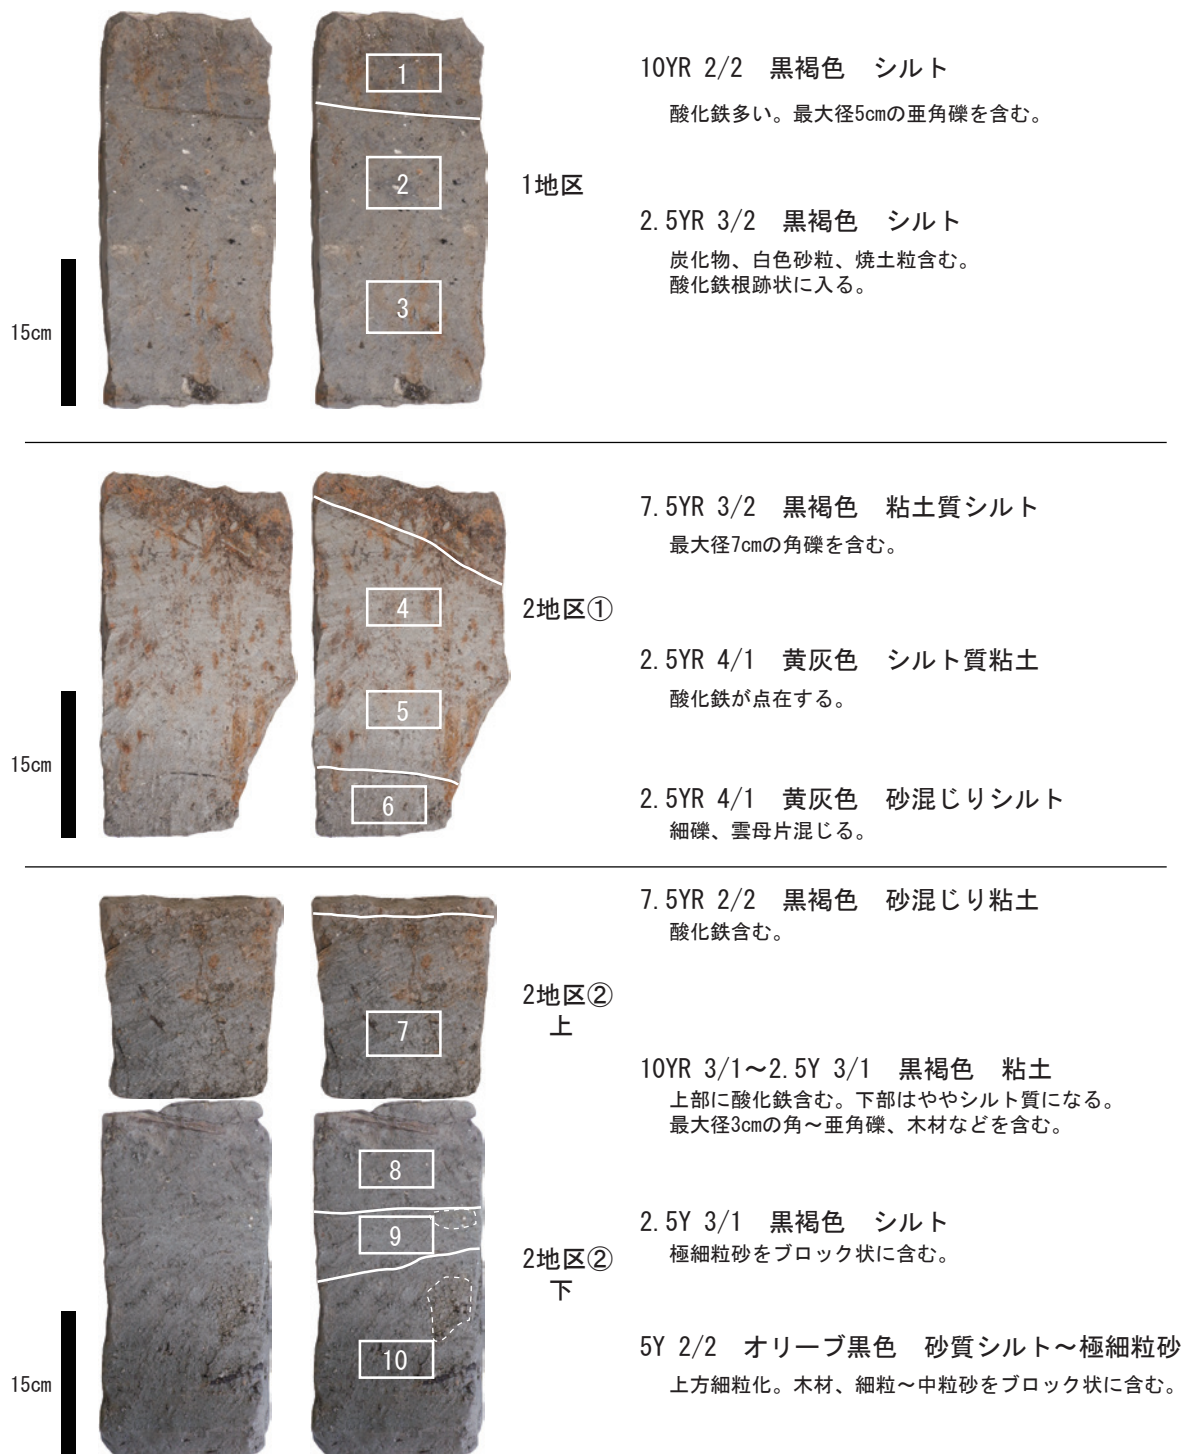 1
10YR 2/2　黒褐色　シルト
酸化鉄多い。最大径5cmの亜角礫を含む。
2
1地区
2.5YR 3/2　黒褐色　シルト
炭化物、白色砂粒、焼土粒含む。
酸化鉄根跡状に入る。
3
15cm
7.5YR 3/2　黒褐色　粘土質シルト
最大径7cmの角礫を含む。
4
2地区①
2.5YR 4/1　黄灰色　シルト質粘土
酸化鉄が点在する。
5
15cm
6
2.5YR 4/1　黄灰色　砂混じりシルト
細礫、雲母片混じる。
7.5YR 2/2　黒褐色　砂混じり粘土
酸化鉄含む。
2地区②
上
7
10YR 3/1～2.5Y 3/1　黒褐色　粘土
上部に酸化鉄含む。下部はややシルト質になる。
最大径3cmの角～亜角礫、木材などを含む。
8
9
2.5Y 3/1　黒褐色　シルト
極細粒砂をブロック状に含む。
2地区②
下
10
5Y 2/2　オリーブ黒色　砂質シルト～極細粒砂
上方細粒化。木材、細粒～中粒砂をブロック状に含む。
15cm